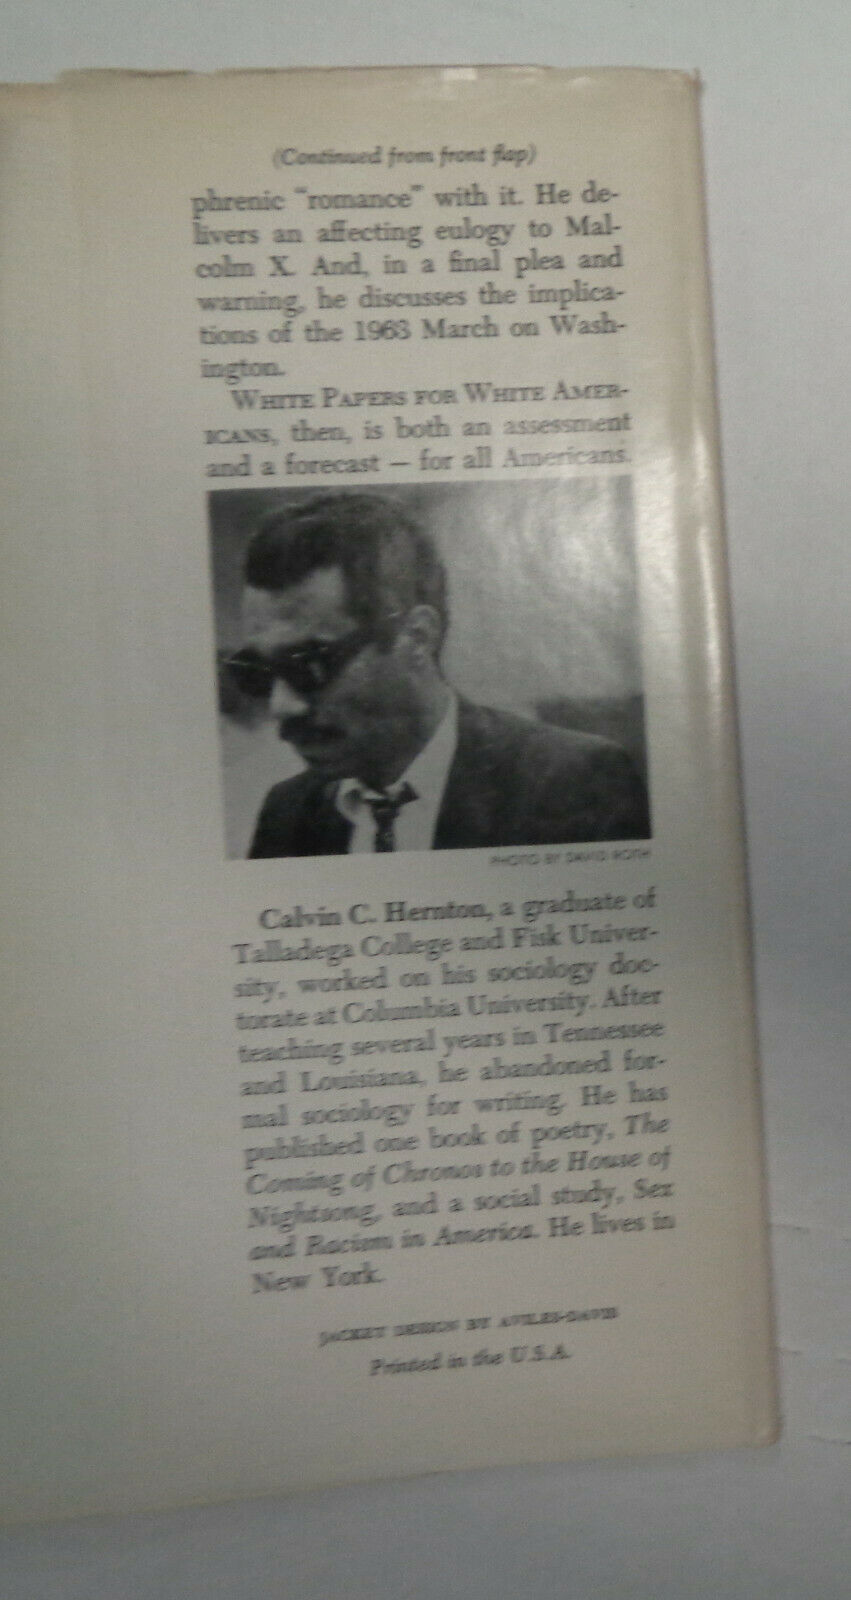 (Continued from front flap)
phrenic “romance” with it. He de-
livers an affecting eulogy to Mal-
colm X. And, in a final plea and
warning, he discusses the implica-
tions of the 1963 March on Wash-
ington.
WHITE PAPERS FOR WHITE AMER-
ICANS, then, is both an assessment
and a forecast — for all Americans.
PHOTO BY DAVID ROTH
Calvin C. Hernton, a graduate of
Talladega College and Fisk Univer-
sity, worked on his sociology doc-
torate at Columbia University. After
teaching several years in Tennessee
and Louisiana, he abandoned for-
mal sociology for writing. He has
published one book of poetry, The
Coming of Chronos to the House of
Nightsong, and a social study, Sex
and Racism in America. He lives in
New York.
JACKET DESIGN BY AVILES-DAVIS
Printed in the U.S.A.